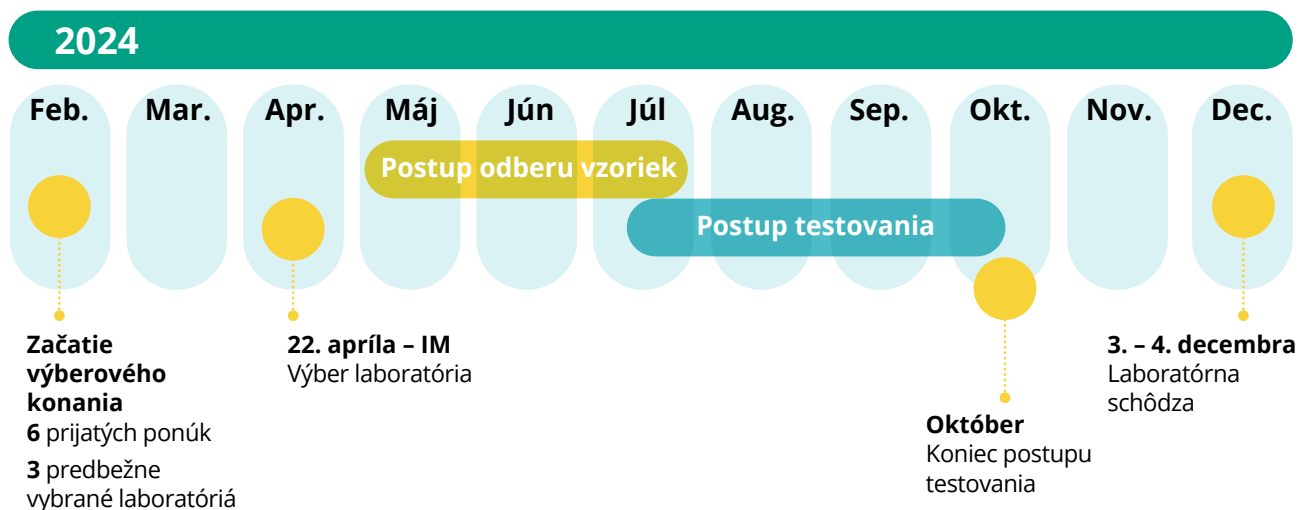 2024
Feb. Mar. Apr. Máj Jún Júl Aug. Sep. Okt. Nov. Dec.
Postup odberu vzoriek
Postup testovania
Začatie
výberového
konania
6 prijatých ponúk
3 predbežne
vybrané laboratóriá
22. apríla – IM
Výber laboratória
Október
Koniec postupu
testovania
3. – 4. decembra
Laboratórna
schôdza